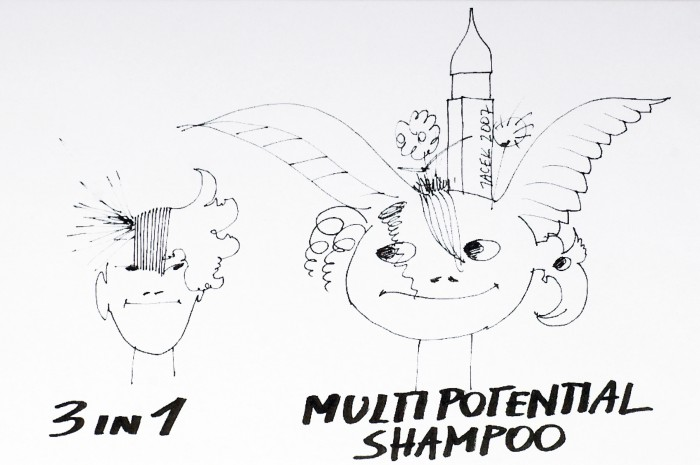 JACEK 2007
3 IN 1
MULTIPOTENTIAL
SHAMPOO